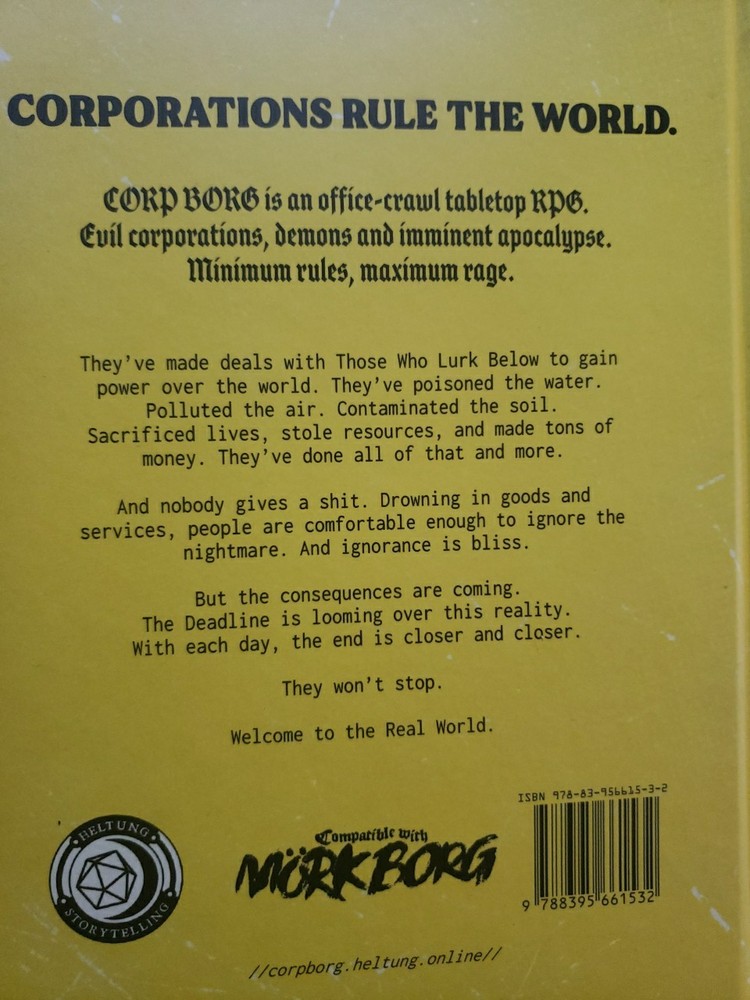 CORPORATIONS RULE THE WORLD.
CORP BORG is an office-crawl tabletop RPG.
Evil corporations, demons and imminent apocalypse.
Minimum rules, maximum rage.
They've made deals with Those Who Lurk Below to gain
power over the world. They've poisoned the water.
Polluted the air. Contaminated the soil.
Sacrificed lives, stole resources, and made tons of
money. They've done all of that and more.
And nobody gives a shit. Drowning in goods and
services, people are comfortable enough to ignore the
nightmare. And ignorance is bliss.
But the consequences are coming.
The Deadline is looming over this reality.
With each day, the end is closer and closer.
They won't stop.
Welcome to the Real World.
HELTUNG
STORYTELLING
Compatible with
MÖRK BORG
ISBN 978-83-956615-3-2
9 788395 661532
//corpborg.heltung.online//